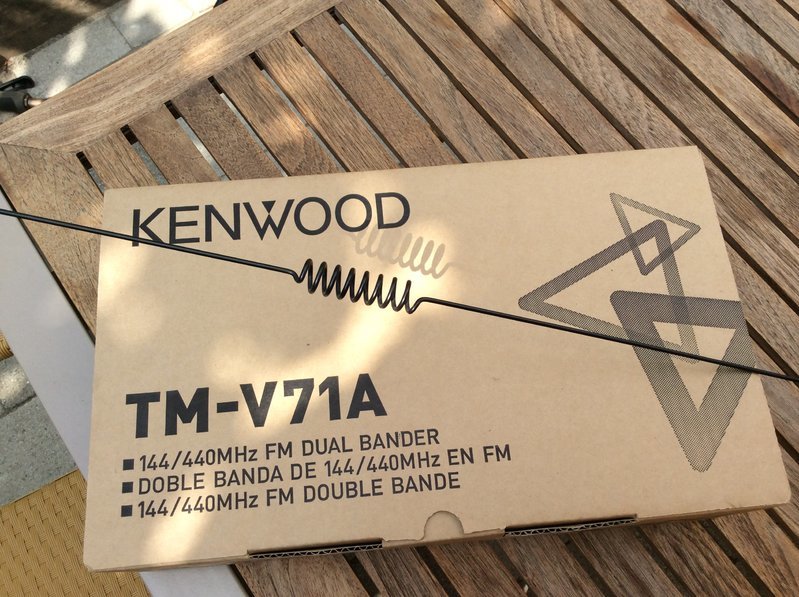 KENWOOD
TM-V71A
■ 144/440MHz FM DUAL BANDER
■ DOBLE BANDA DE 144/440MHz EN FM
■ 144/440MHz FM DOUBLE BANDE